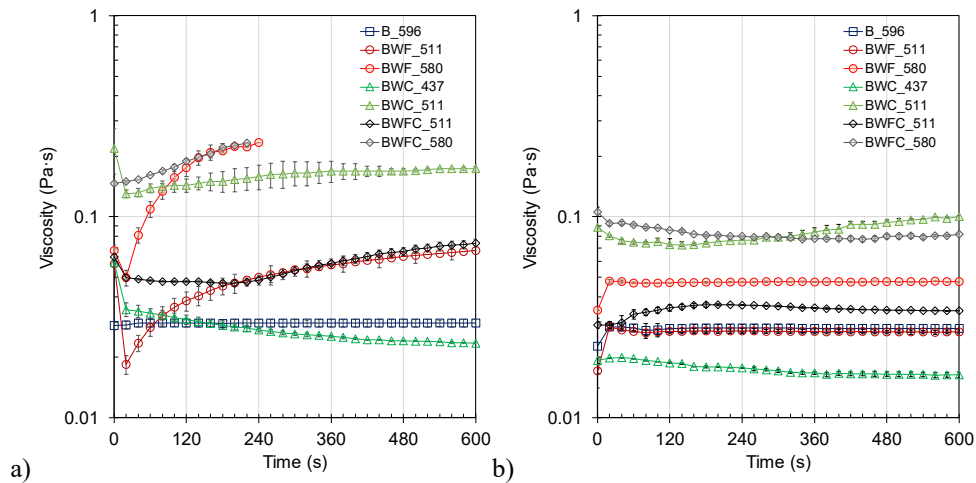 1
0.1
0.01
Viscosity (Pa·s)
0 120 240 360 480 600
Time (s)
B_596
BWF_511
BWF_580
BWC_437
BWC_511
BWFC_511
BWFC_580
a)
1
0.1
0.01
Viscosity (Pa·s)
0 120 240 360 480 600
Time (s)
B_596
BWF_511
BWF_580
BWC_437
BWC_511
BWFC_511
BWFC_580
b)